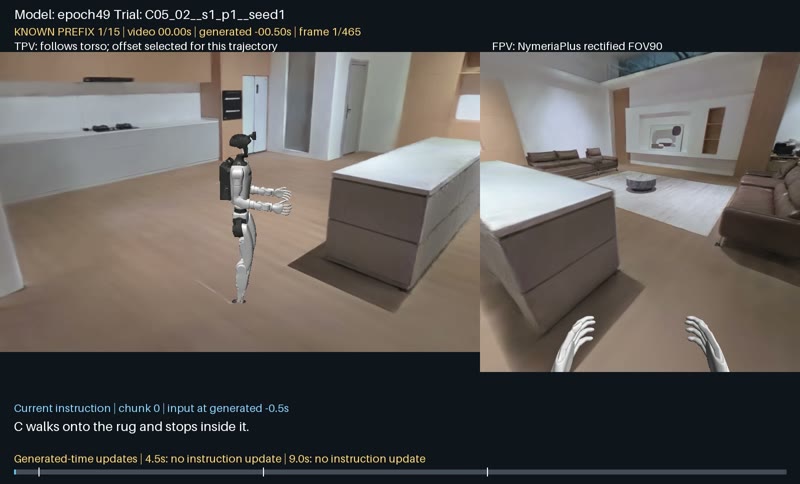 Model: epoch49 Trial: C05_02__s1_p1__seed1
KNOWN PREFIX 1/15 | video 00.00s | generated -00.50s | frame 1/465
TPV: follows torso; offset selected for this trajectory
FPV: NymeriaPlus rectified FOV90
Current instruction | chunk 0 | input at generated -0.5s
C walks onto the rug and stops inside it.
Generated-time updates | 4.5s: no instruction update | 9.0s: no instruction update